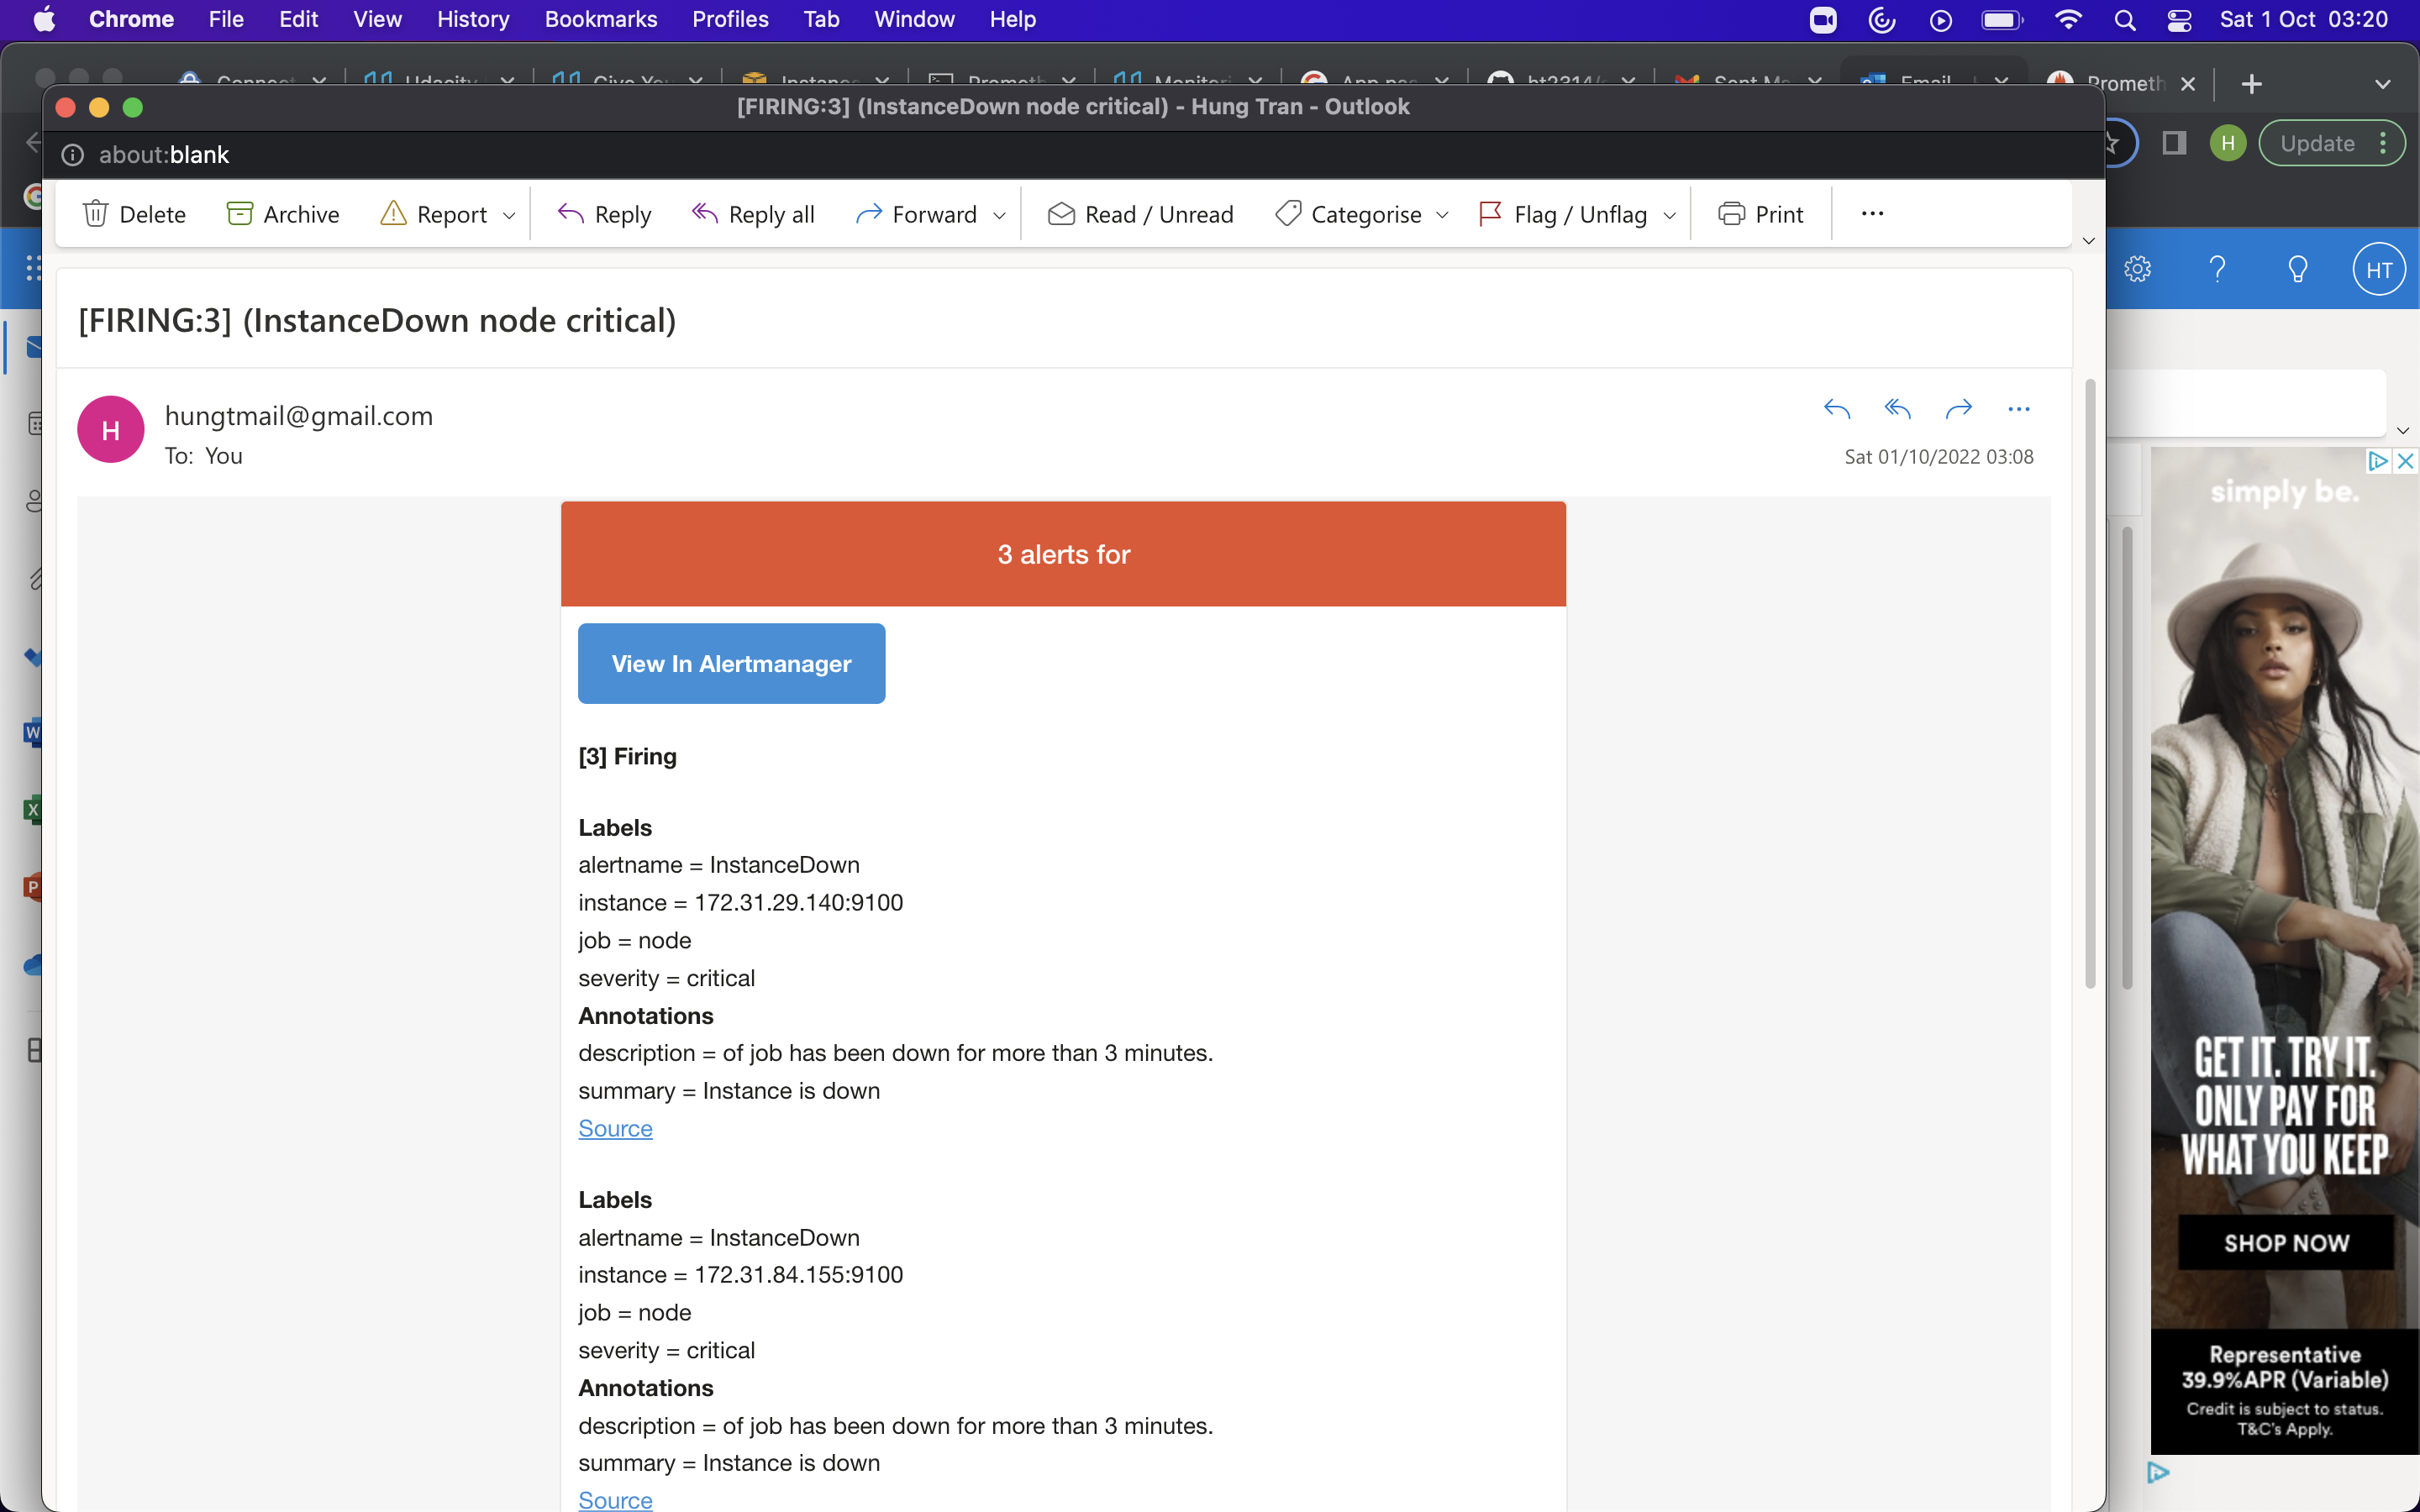 Chrome File Edit View History Bookmarks Profiles Tab Window Help Sat 1 Oct 03:20
[FIRING:3] (InstanceDown node critical) - Hung Tran - Outlook
Prometh
about:blank
H Update
Delete Archive Report Reply Reply all Forward Read / Unread Categorise Flag / Unflag Print
HT
[FIRING:3] (InstanceDown node critical)
H
hungtmail@gmail.com
To: You
Sat 01/10/2022 03:08
3 alerts for
View In Alertmanager
[3] Firing
Labels
alertname = InstanceDown
instance = 172.31.29.140:9100
job = node
severity = critical
Annotations
description = of job has been down for more than 3 minutes.
summary = Instance is down
Source
Labels
alertname = InstanceDown
instance = 172.31.84.155:9100
job = node
severity = critical
Annotations
description = of job has been down for more than 3 minutes.
summary = Instance is down
Source
simply be.
GET IT. TRY IT.
ONLY PAY FOR
WHAT YOU KEEP
SHOP NOW
Representative
39.9%APR (Variable)
Credit is subject to status.
T&C's Apply.